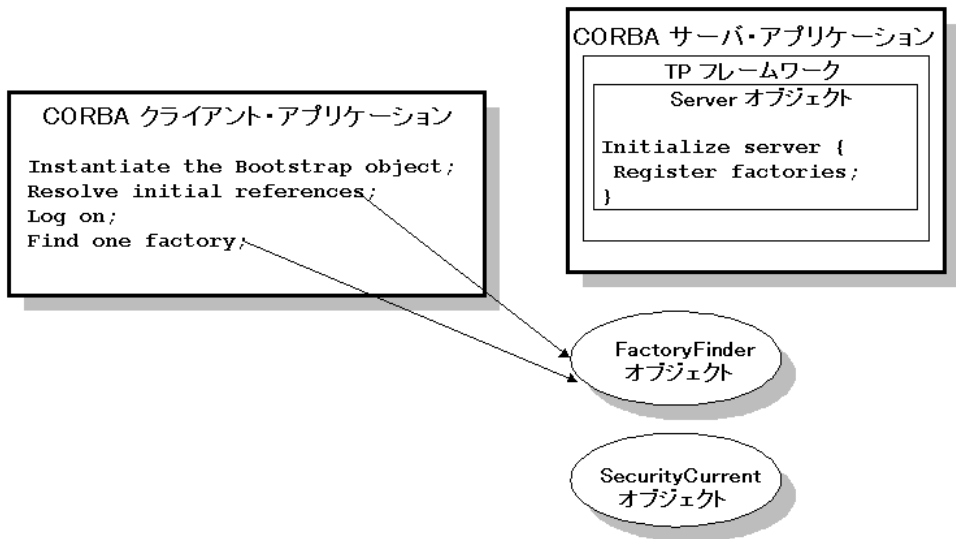 CORBA クライアント・アプリケーション
Instantiate the Bootstrap object;
Resolve initial references;
Log on;
Find one factory;
CORBA サーバ・アプリケーション
TP フレームワーク
Server オブジェクト
Initialize server {
Register factories;
}
FactoryFinder
オブジェクト
SecurityCurrent
オブジェクト